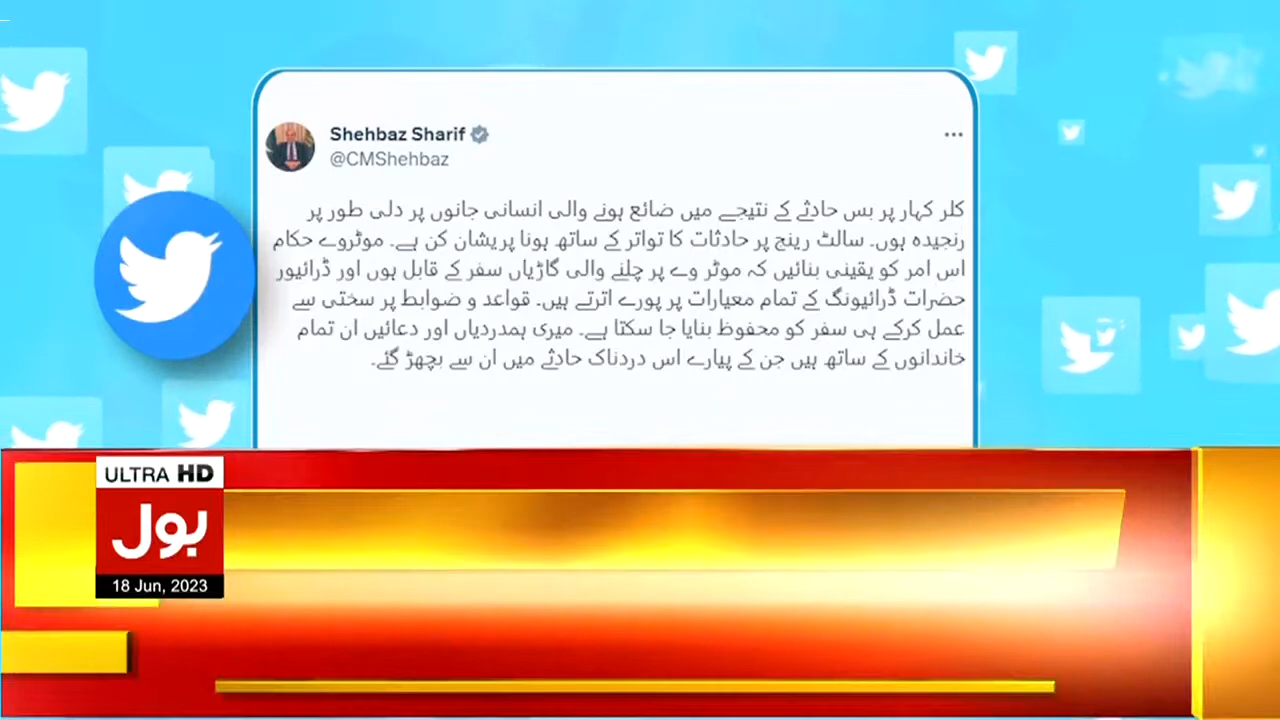 Shehbaz Sharif
@CMShehbaz
کلر کہار پر بس حادثے کے نتیجے میں ضائع ہونے والی انسانی جانوں پر دلی طور پر
رنجیدہ ہوں۔ سالٹ رینج پر حادثات کا تواتر کے ساتھ ہونا پریشان کن ہے۔ موٹروے حکام
اس امر کو یقینی بنائیں کہ موٹر وے پر چلنے والی گاڑیاں سفر کے قابل ہوں اور ڈرائیور
حضرات ڈرائیونگ کے تمام معیارات پر پورے اترتے ہیں۔ قواعد و ضوابط پر سختی سے
عمل کرکے ہی سفر کو محفوظ بنایا جا سکتا ہے۔ میری ہمدردیاں اور دعائیں ان تمام
خاندانوں کے ساتھ ہیں جن کے پیارے اس دردناک حادثے میں ان سے بچھڑ گئے۔
ULTRA HD
بول
18 Jun, 2023